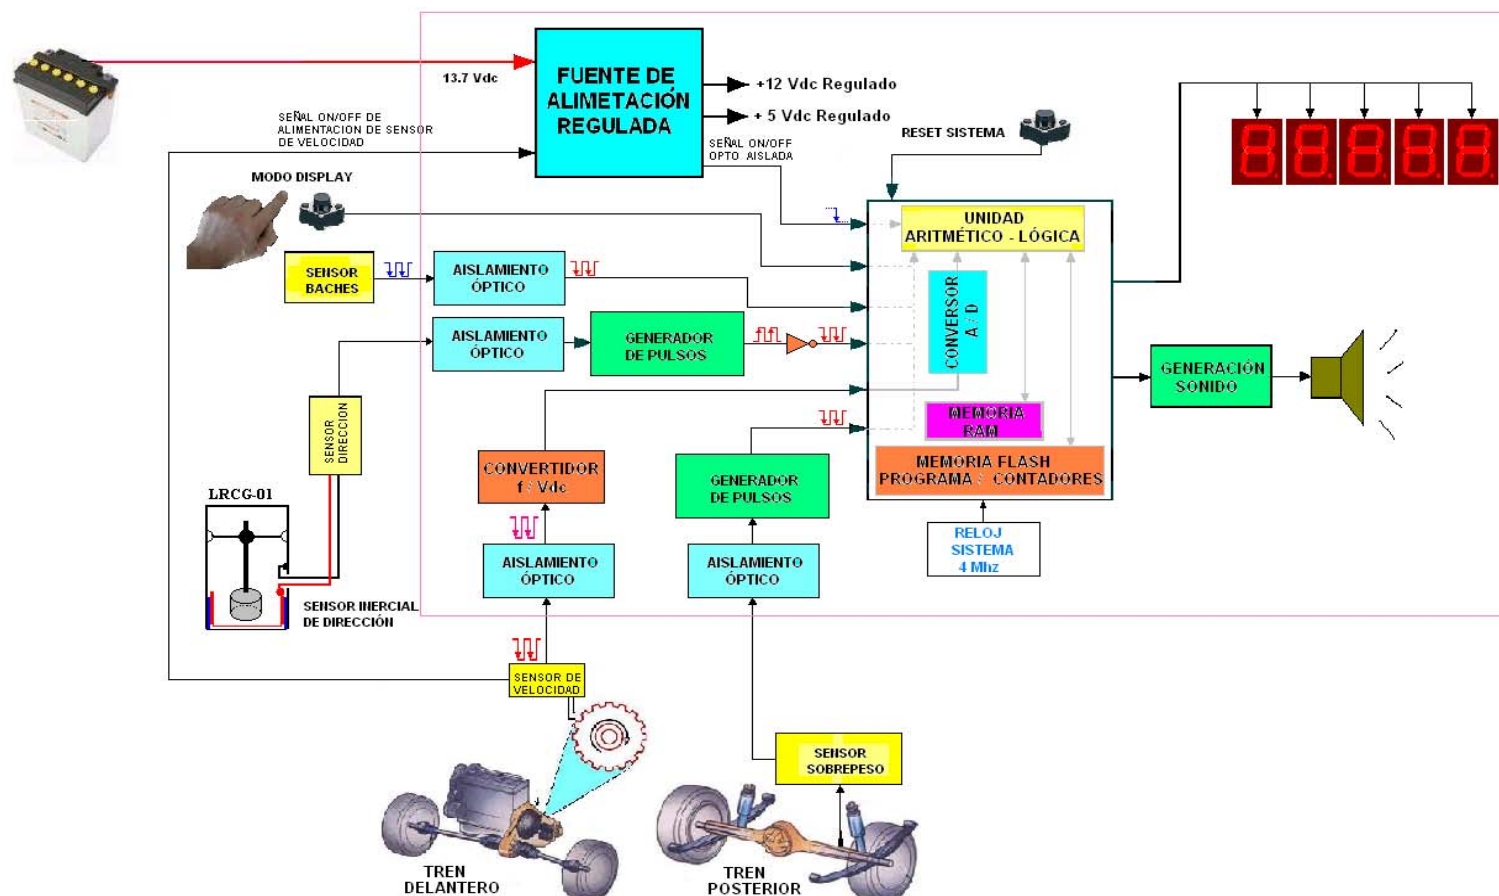 13.7 Vdc
FUENTE DE
ALIMETACIÓN
REGULADA
+12 Vdc Regulado
+ 5 Vdc Regulado
SEÑAL ON/OFF DE
ALIMENTACION DE SENSOR
DE VELOCIDAD
SEÑAL ON/OFF
OPTO AISLADA
RESET SISTEMA
88888
MODO DISPLAY
UNIDAD
ARITMÉTICO - LÓGICA
SENSOR
BACHES
AISLAMIENTO
ÓPTICO
CONVERSOR
A / D
AISLAMIENTO
ÓPTICO
GENERADOR
DE PULSOS
GENERACIÓN
SONIDO
SENSOR
DIRECCION
MEMORIA
RAM
CONVERTIDOR
f / Vdc
GENERADOR
DE PULSOS
MEMORIA FLASH
PROGRAMA / CONTADORES
LRCG-01
RELOJ
SISTEMA
4 Mhz
AISLAMIENTO
ÓPTICO
AISLAMIENTO
ÓPTICO
SENSOR INERCIAL
DE DIRECCIÓN
SENSOR DE
VELOCIDAD
SENSOR
SOBREPESO
TREN
DELANTERO
TREN
POSTERIOR